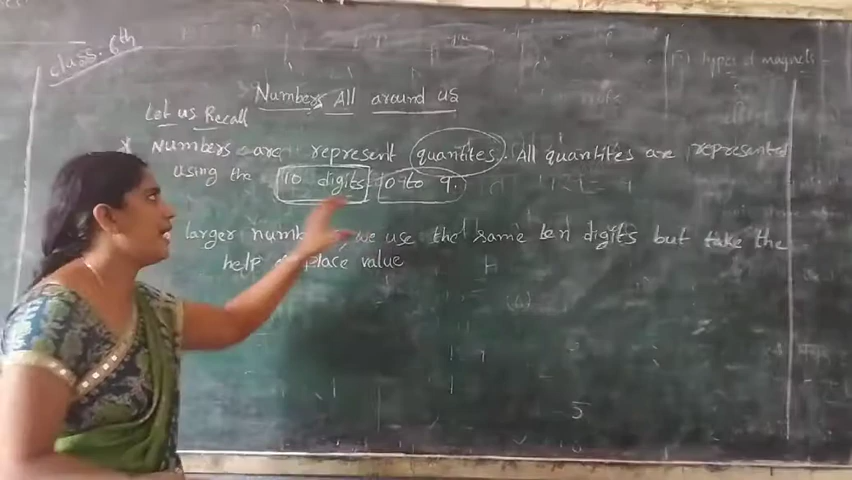 class. 6th
Numbers All around us
Let us Recall
* Numbers are represent quantites. All quantites are represented
using the 10 digits 0 to 9.
larger we use the same ten digits but take the
help place value
(1) Types of magnets
H
5